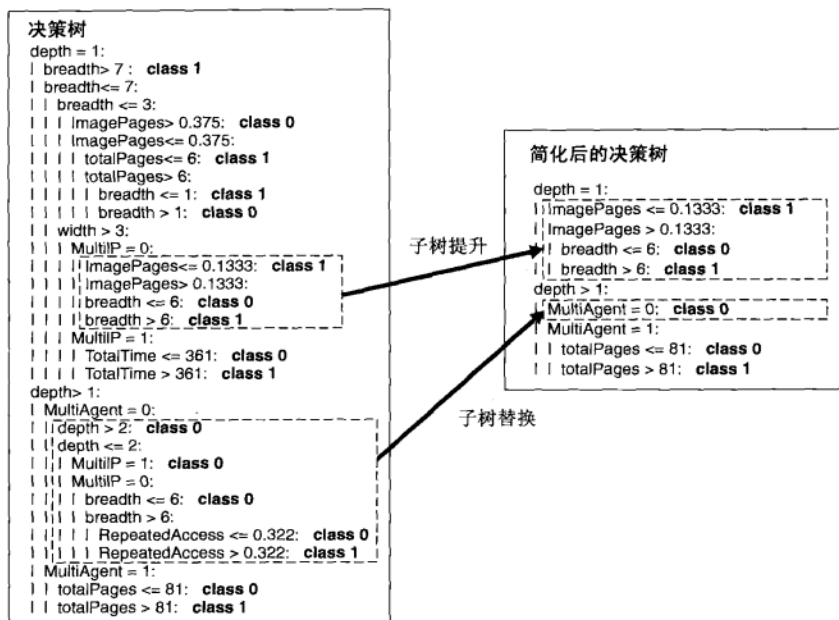 决策树
depth = 1:
| breadth> 7 : class 1
| breadth<= 7:
| | breadth <= 3:
| | | ImagePages> 0.375: class 0
| | | ImagePages<= 0.375:
| | | | totalPages<= 6: class 1
| | | | totalPages> 6:
| | | | | breadth <= 1: class 1
| | | | | breadth > 1: class 0
| | width > 3:
| | | MultiIP = 0:
| | | | ImagePages<= 0.1333: class 1
| | | | ImagePages> 0.1333:
| | | | breadth <= 6: class 0
| | | | breadth > 6: class 1
| | | MultiIP = 1:
| | | | TotalTime <= 361: class 0
| | | | TotalTime > 361: class 1
depth> 1:
| MultiAgent = 0:
| | depth > 2: class 0
| | depth <= 2:
| | | MultiIP = 1: class 0
| | | MultiIP = 0:
| | | | breadth <= 6: class 0
| | | | breadth > 6:
| | | | | RepeatedAccess <= 0.322: class 0
| | | | | RepeatedAccess > 0.322: class 1
| MultiAgent = 1:
| | totalPages <= 81: class 0
| | totalPages > 81: class 1
子树提升
子树替换
简化后的决策树
depth = 1:
| ImagePages <= 0.1333: class 1
| ImagePages > 0.1333:
| | breadth <= 6: class 0
| | breadth > 6: class 1
depth > 1:
| MultiAgent = 0: class 0
| MultiAgent = 1:
| | totalPages <= 81: class 0
| | totalPages > 81: class 1